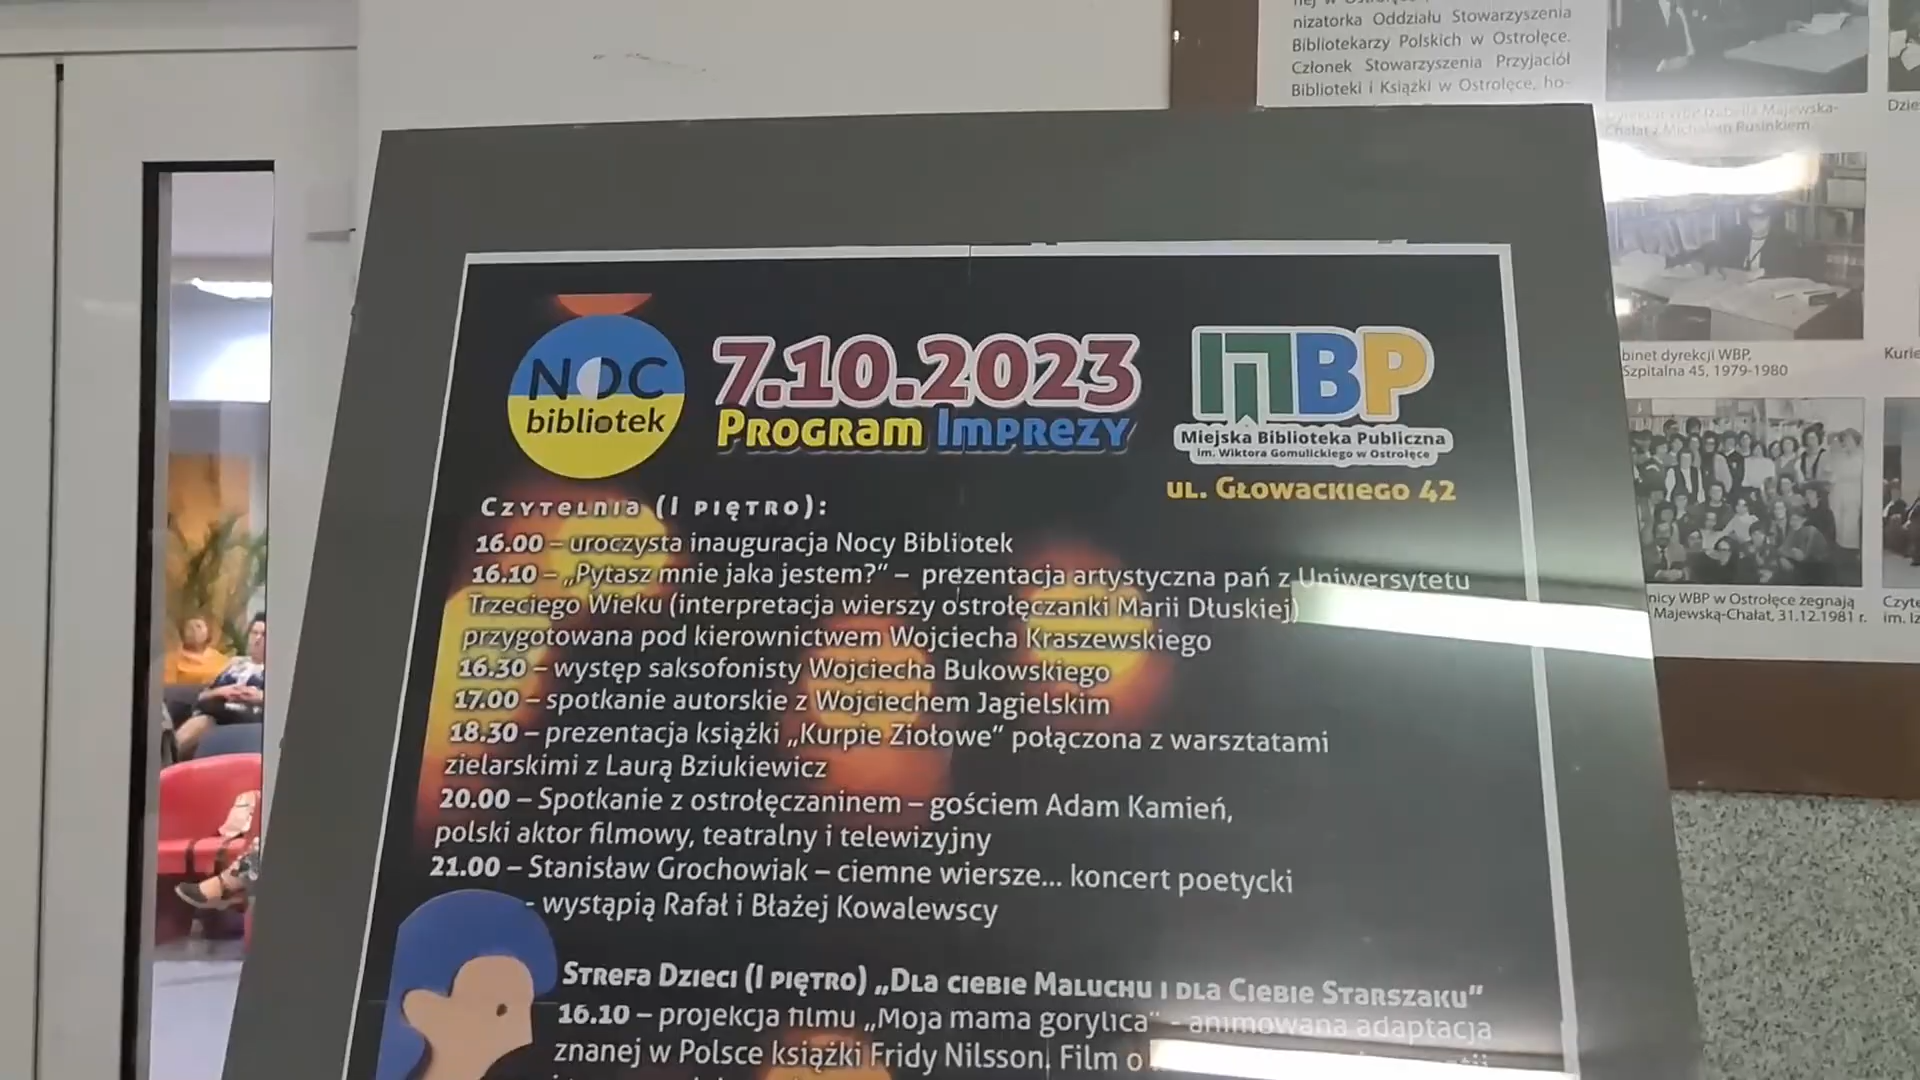 nizatorka Oddziału Stowarzyszenia
Bibliotekarzy Polskich w Ostrołęce.
Członek Stowarzyszenia Przyjaciół
Biblioteki i Książki w Ostrołęce, ho-
Majewska-
Chałat z Michałem Rusinkiem
Dzie
binet dyrekcji WBP,
Szpitalna 45, 1979-1980
Kurie
nicy WBP w Ostrołęce żegnają
Majewską-Chałat, 31.12.1981 r.
Czyte
im. Iz
NOC
bibliotek
7.10.2023
Program Imprezy
MBP
Miejska Biblioteka Publiczna
im. Wiktora Gomulickiego w Ostrołęce
ul. Głowackiego 42
Czytelnia (I piętro):
16.00 – uroczysta inauguracja Nocy Bibliotek
16.10 – „Pytasz mnie jaka jestem?” – prezentacja artystyczna pań z Uniwersytetu
Trzeciego Wieku (interpretacja wierszy ostrołęczanki Marii Dłuskiej)
przygotowana pod kierownictwem Wojciecha Kraszewskiego
16.30 – występ saksofonisty Wojciecha Bukowskiego
17.00 – spotkanie autorskie z Wojciechem Jagielskim
18.30 – prezentacja książki „Kurpie Ziołowe” połączona z warsztatami
zielarskimi z Laurą Bziukiewicz
20.00 – Spotkanie z ostrołęczaninem – gościem Adam Kamień,
polski aktor filmowy, teatralny i telewizyjny
21.00 – Stanisław Grochowiak – ciemne wiersze... koncert poetycki
- wystąpią Rafał i Błażej Kowalewscy
Strefa Dzieci (I piętro) „Dla ciebie Maluchu i dla Ciebie Starszaku”
16.10 – projekcja filmu „Moja mama gorylica” - animowana adaptacja
znanej w Polsce książki Fridy Nilsson. Film o